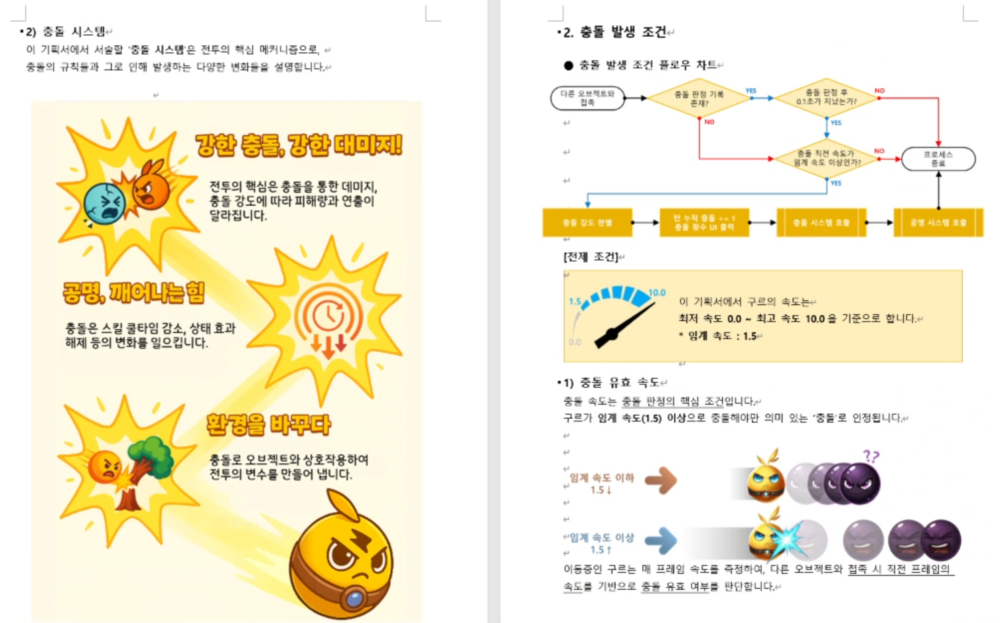 ▪2) 충돌 시스템
이 기획서에서 서술할 '충돌 시스템'은 전투의 핵심 메커니즘으로,
충돌의 규칙들과 그로 인해 발생하는 다양한 변화들을 설명합니다.
강한 충돌, 강한 대미지!
전투의 핵심은 충돌을 통한 데미지,
충돌 강도에 따라 피해량과 연출이
달라집니다.
공명, 깨어나는 힘
충돌은 스킬 쿨타임 감소, 상태 효과
해제 등의 변화를 일으킵니다.
환경을 바꾸다
충돌로 오브젝트와 상호작용하여
전투의 변수를 만들어 냅니다.
▪2. 충돌 발생 조건
● 충돌 발생 조건 플로우 차트
다른 오브젝트와
접촉
충돌 판정 기록
존재?
YES
충돌 판정 후
0.1초가 지났는가?
NO
NO
YES
충돌 직전 속도가
임계 속도 이상인가?
NO
프로세스
종료
YES
충돌 강도 판별
턴 누적 충돌 += 1
충돌 횟수 UI 출력
충돌 시스템 호출
공명 시스템 호출
[전제 조건]
1.5
10.0
0.0
이 기획서에서 구르의 속도는
최저 속도 0.0 ~ 최고 속도 10.0 을 기준으로 합니다.
* 임계 속도 : 1.5
▪1) 충돌 유효 속도
충돌 속도는 충돌 판정의 핵심 조건입니다.
구르가 임계 속도(1.5) 이상으로 충돌해야만 의미 있는 '충돌'로 인정됩니다.
??
임계 속도 이하
1.5↓
임계 속도 이상
1.5↑
이동중인 구르는 매 프레임 속도를 측정하여, 다른 오브젝트와 접촉 시 직전 프레임의
속도를 기반으로 충돌 유효 여부를 판단합니다.